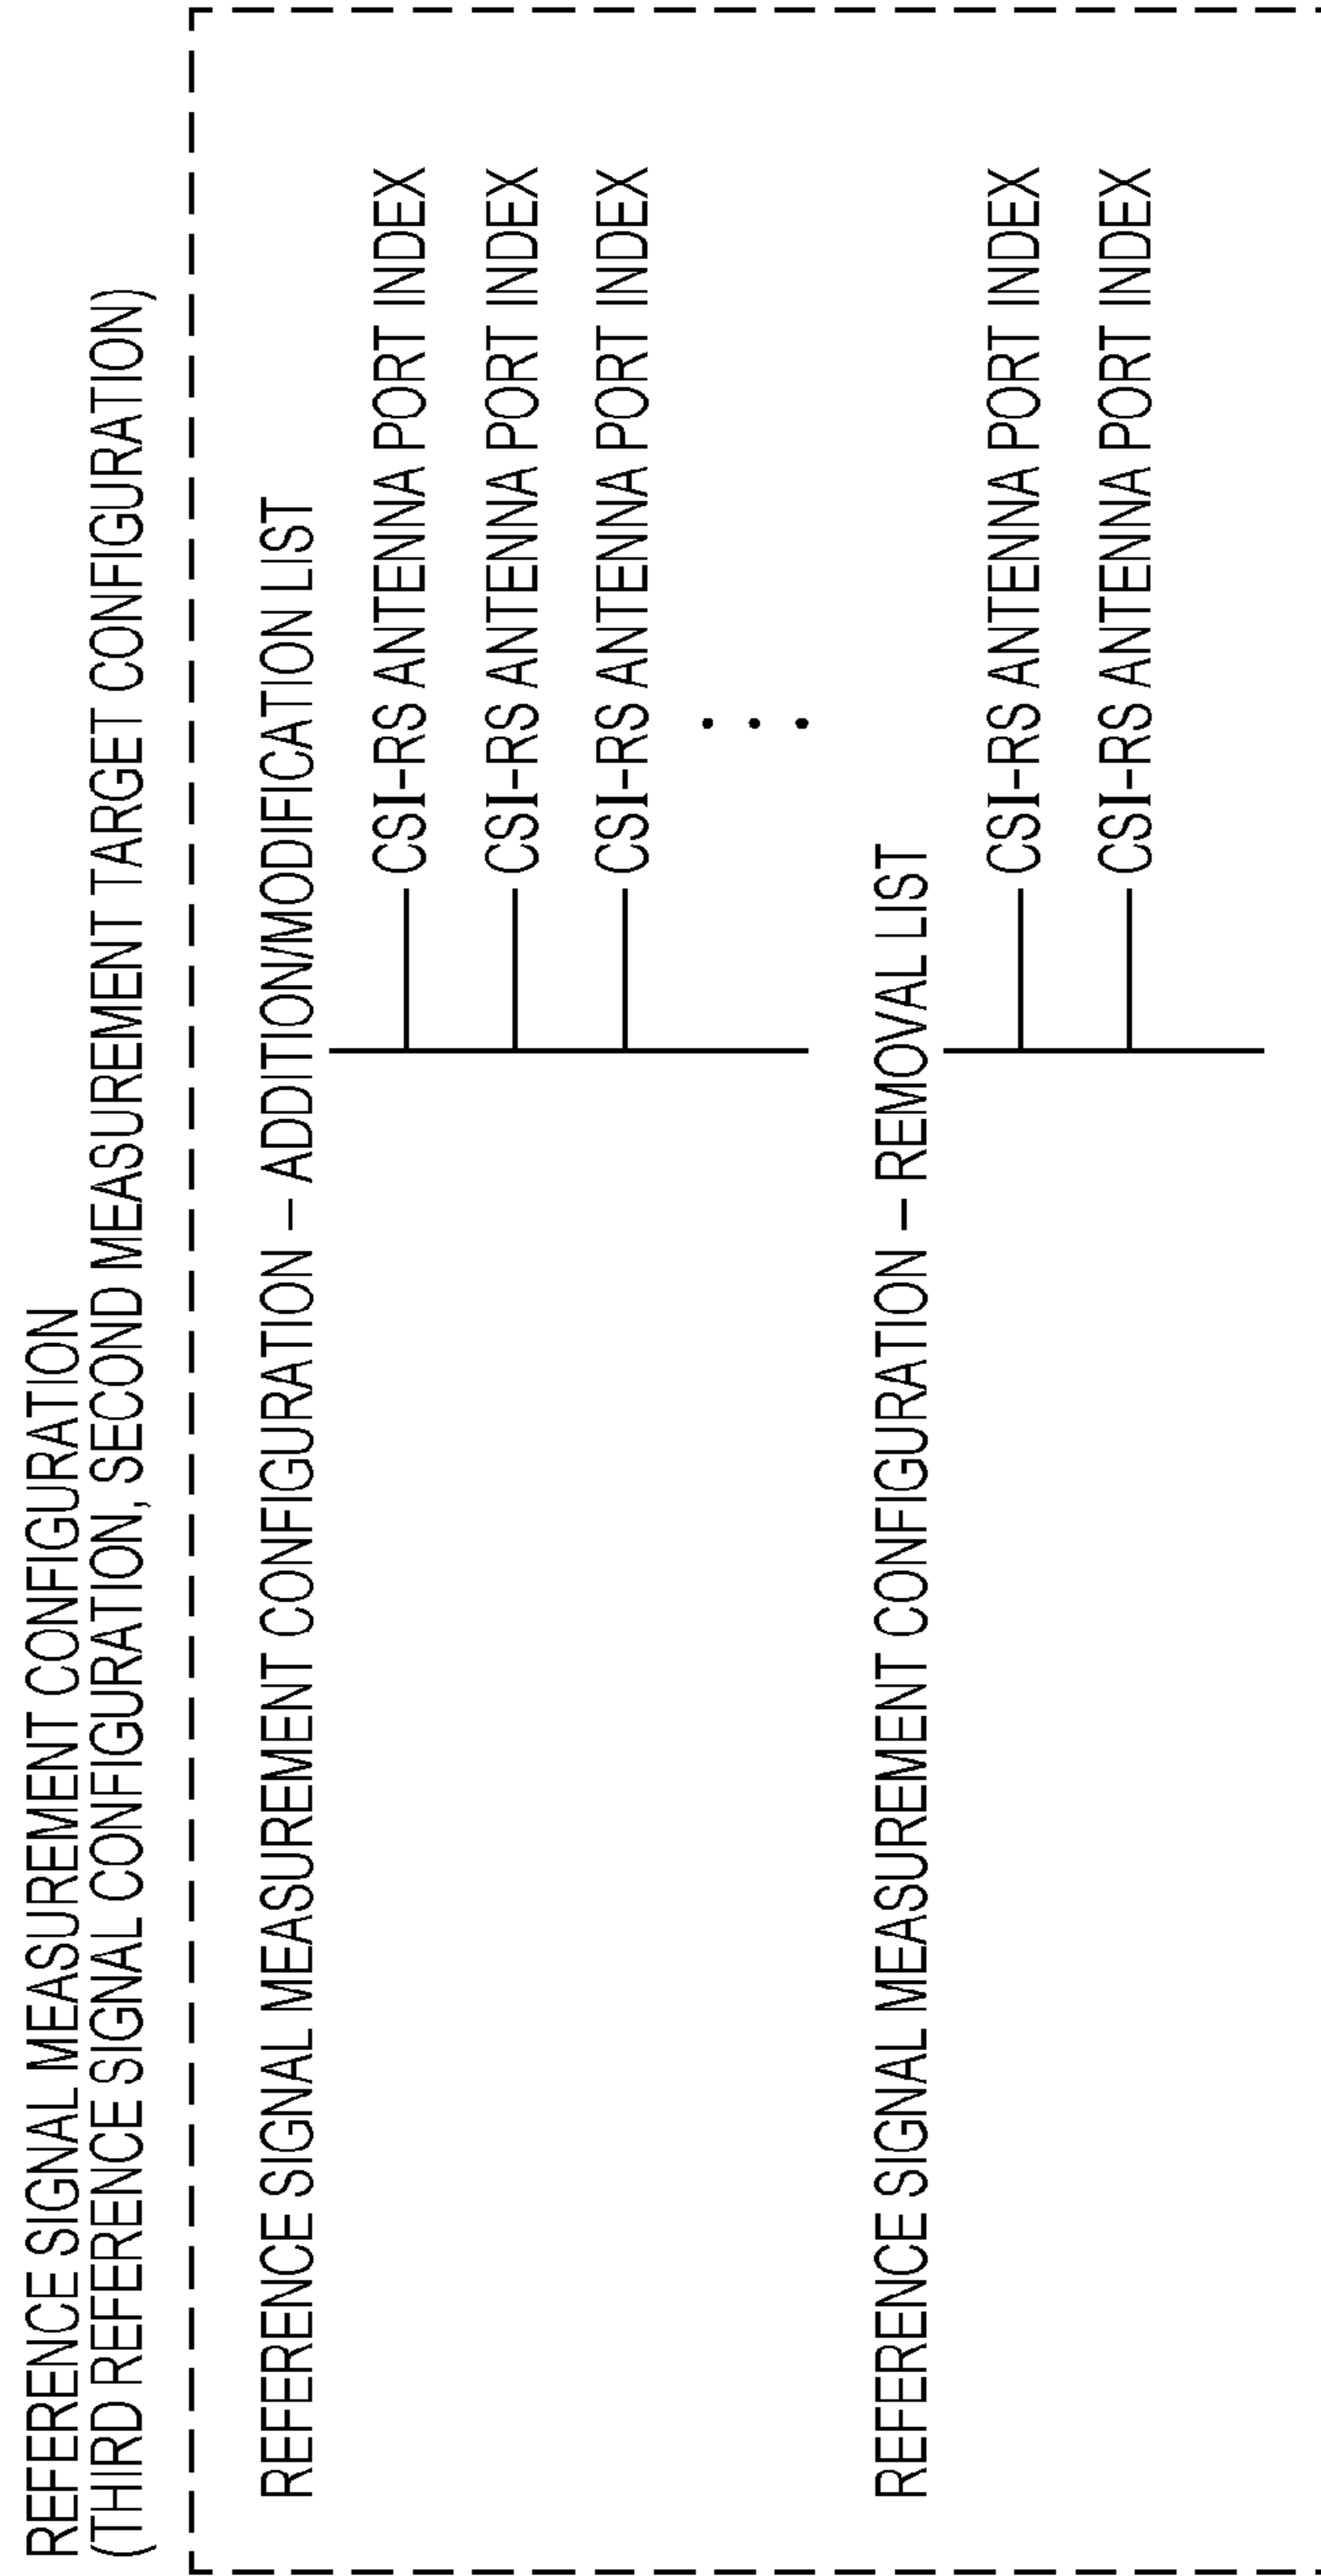 REFERENCE SIGNAL MEASUREMENT CONFIGURATION
(THIRD REFERENCE SIGNAL CONFIGURATION, SECOND MEASUREMENT TARGET CONFIGURATION)
REFERENCE SIGNAL MEASUREMENT CONFIGURATION – ADDITION/MODIFICATION LIST
CSI-RS ANTENNA PORT INDEX
CSI-RS ANTENNA PORT INDEX
CSI-RS ANTENNA PORT INDEX
...
REFERENCE SIGNAL MEASUREMENT CONFIGURATION – REMOVAL LIST
CSI-RS ANTENNA PORT INDEX
CSI-RS ANTENNA PORT INDEX